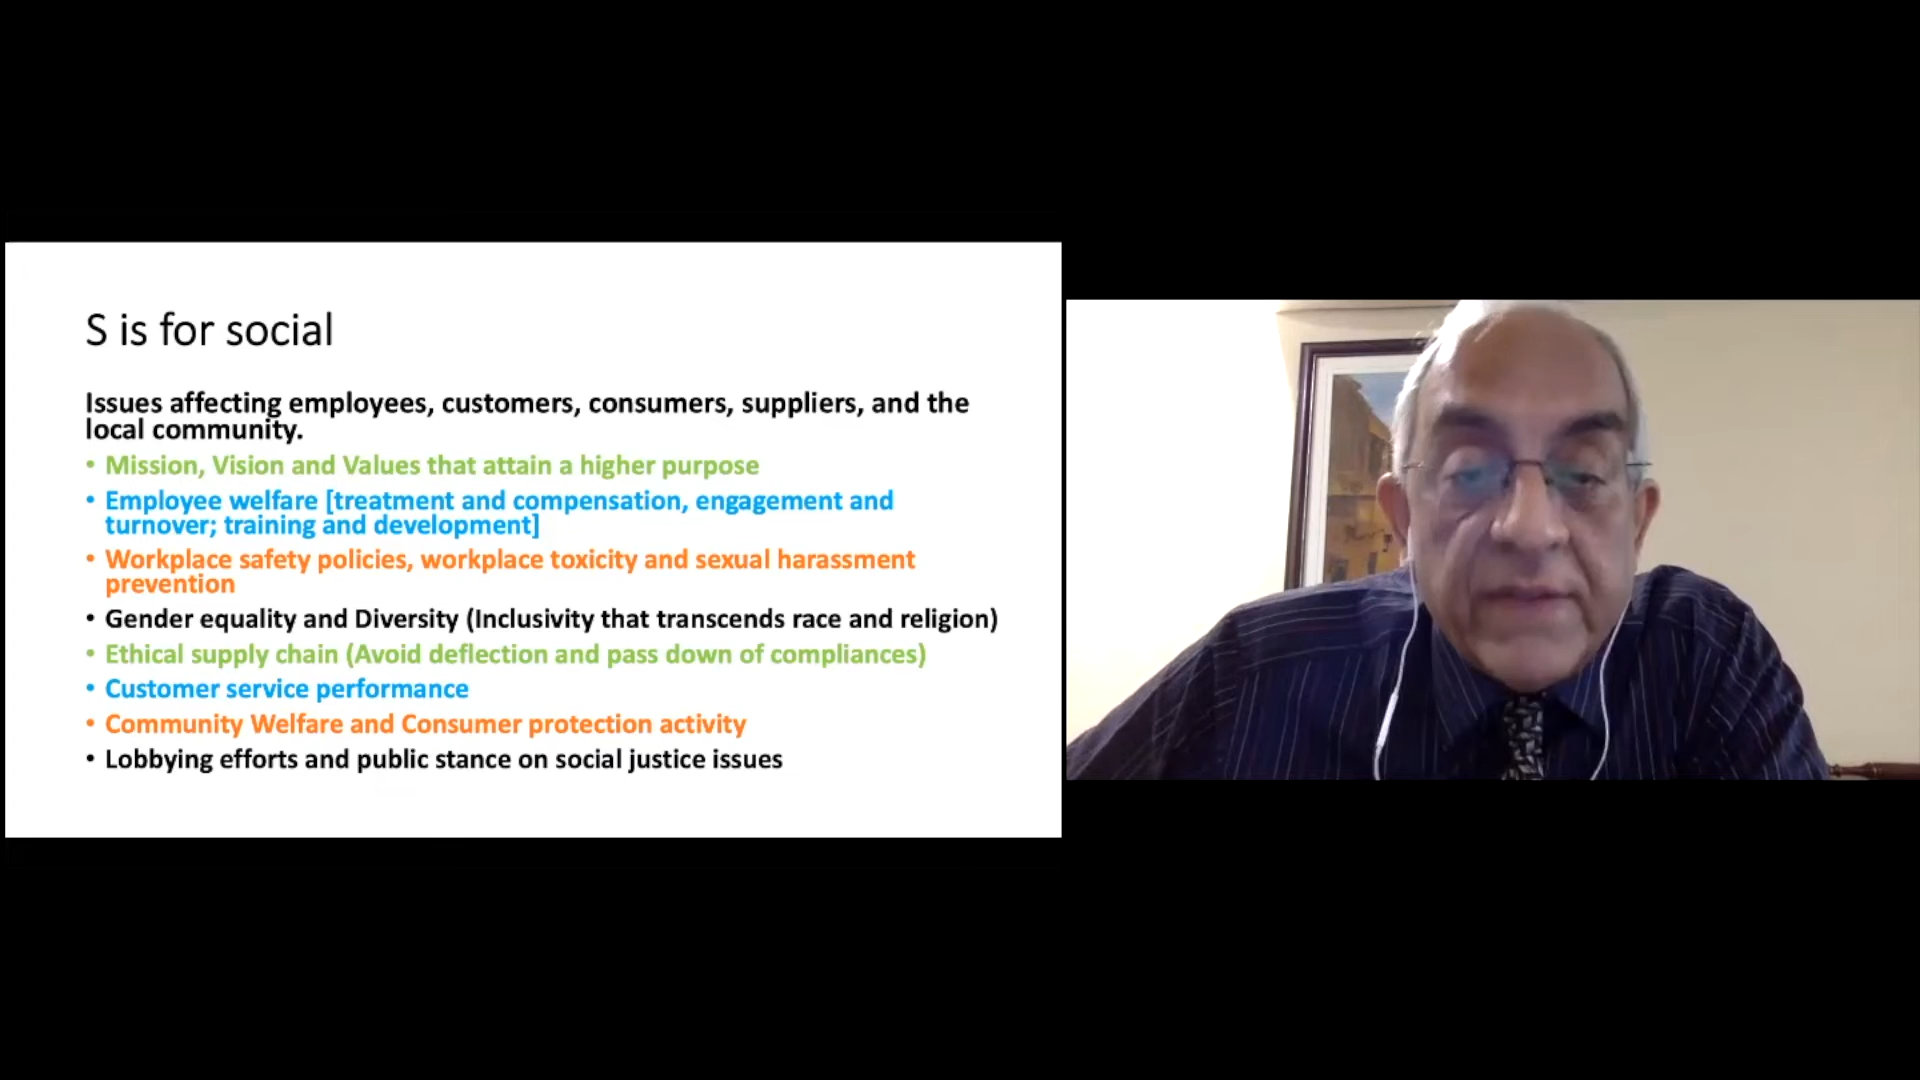 S is for social
Issues affecting employees, customers, consumers, suppliers, and the
local community.
• Mission, Vision and Values that attain a higher purpose
• Employee welfare [treatment and compensation, engagement and
turnover; training and development]
• Workplace safety policies, workplace toxicity and sexual harassment
prevention
• Gender equality and Diversity (Inclusivity that transcends race and religion)
• Ethical supply chain (Avoid deflection and pass down of compliances)
• Customer service performance
• Community Welfare and Consumer protection activity
• Lobbying efforts and public stance on social justice issues